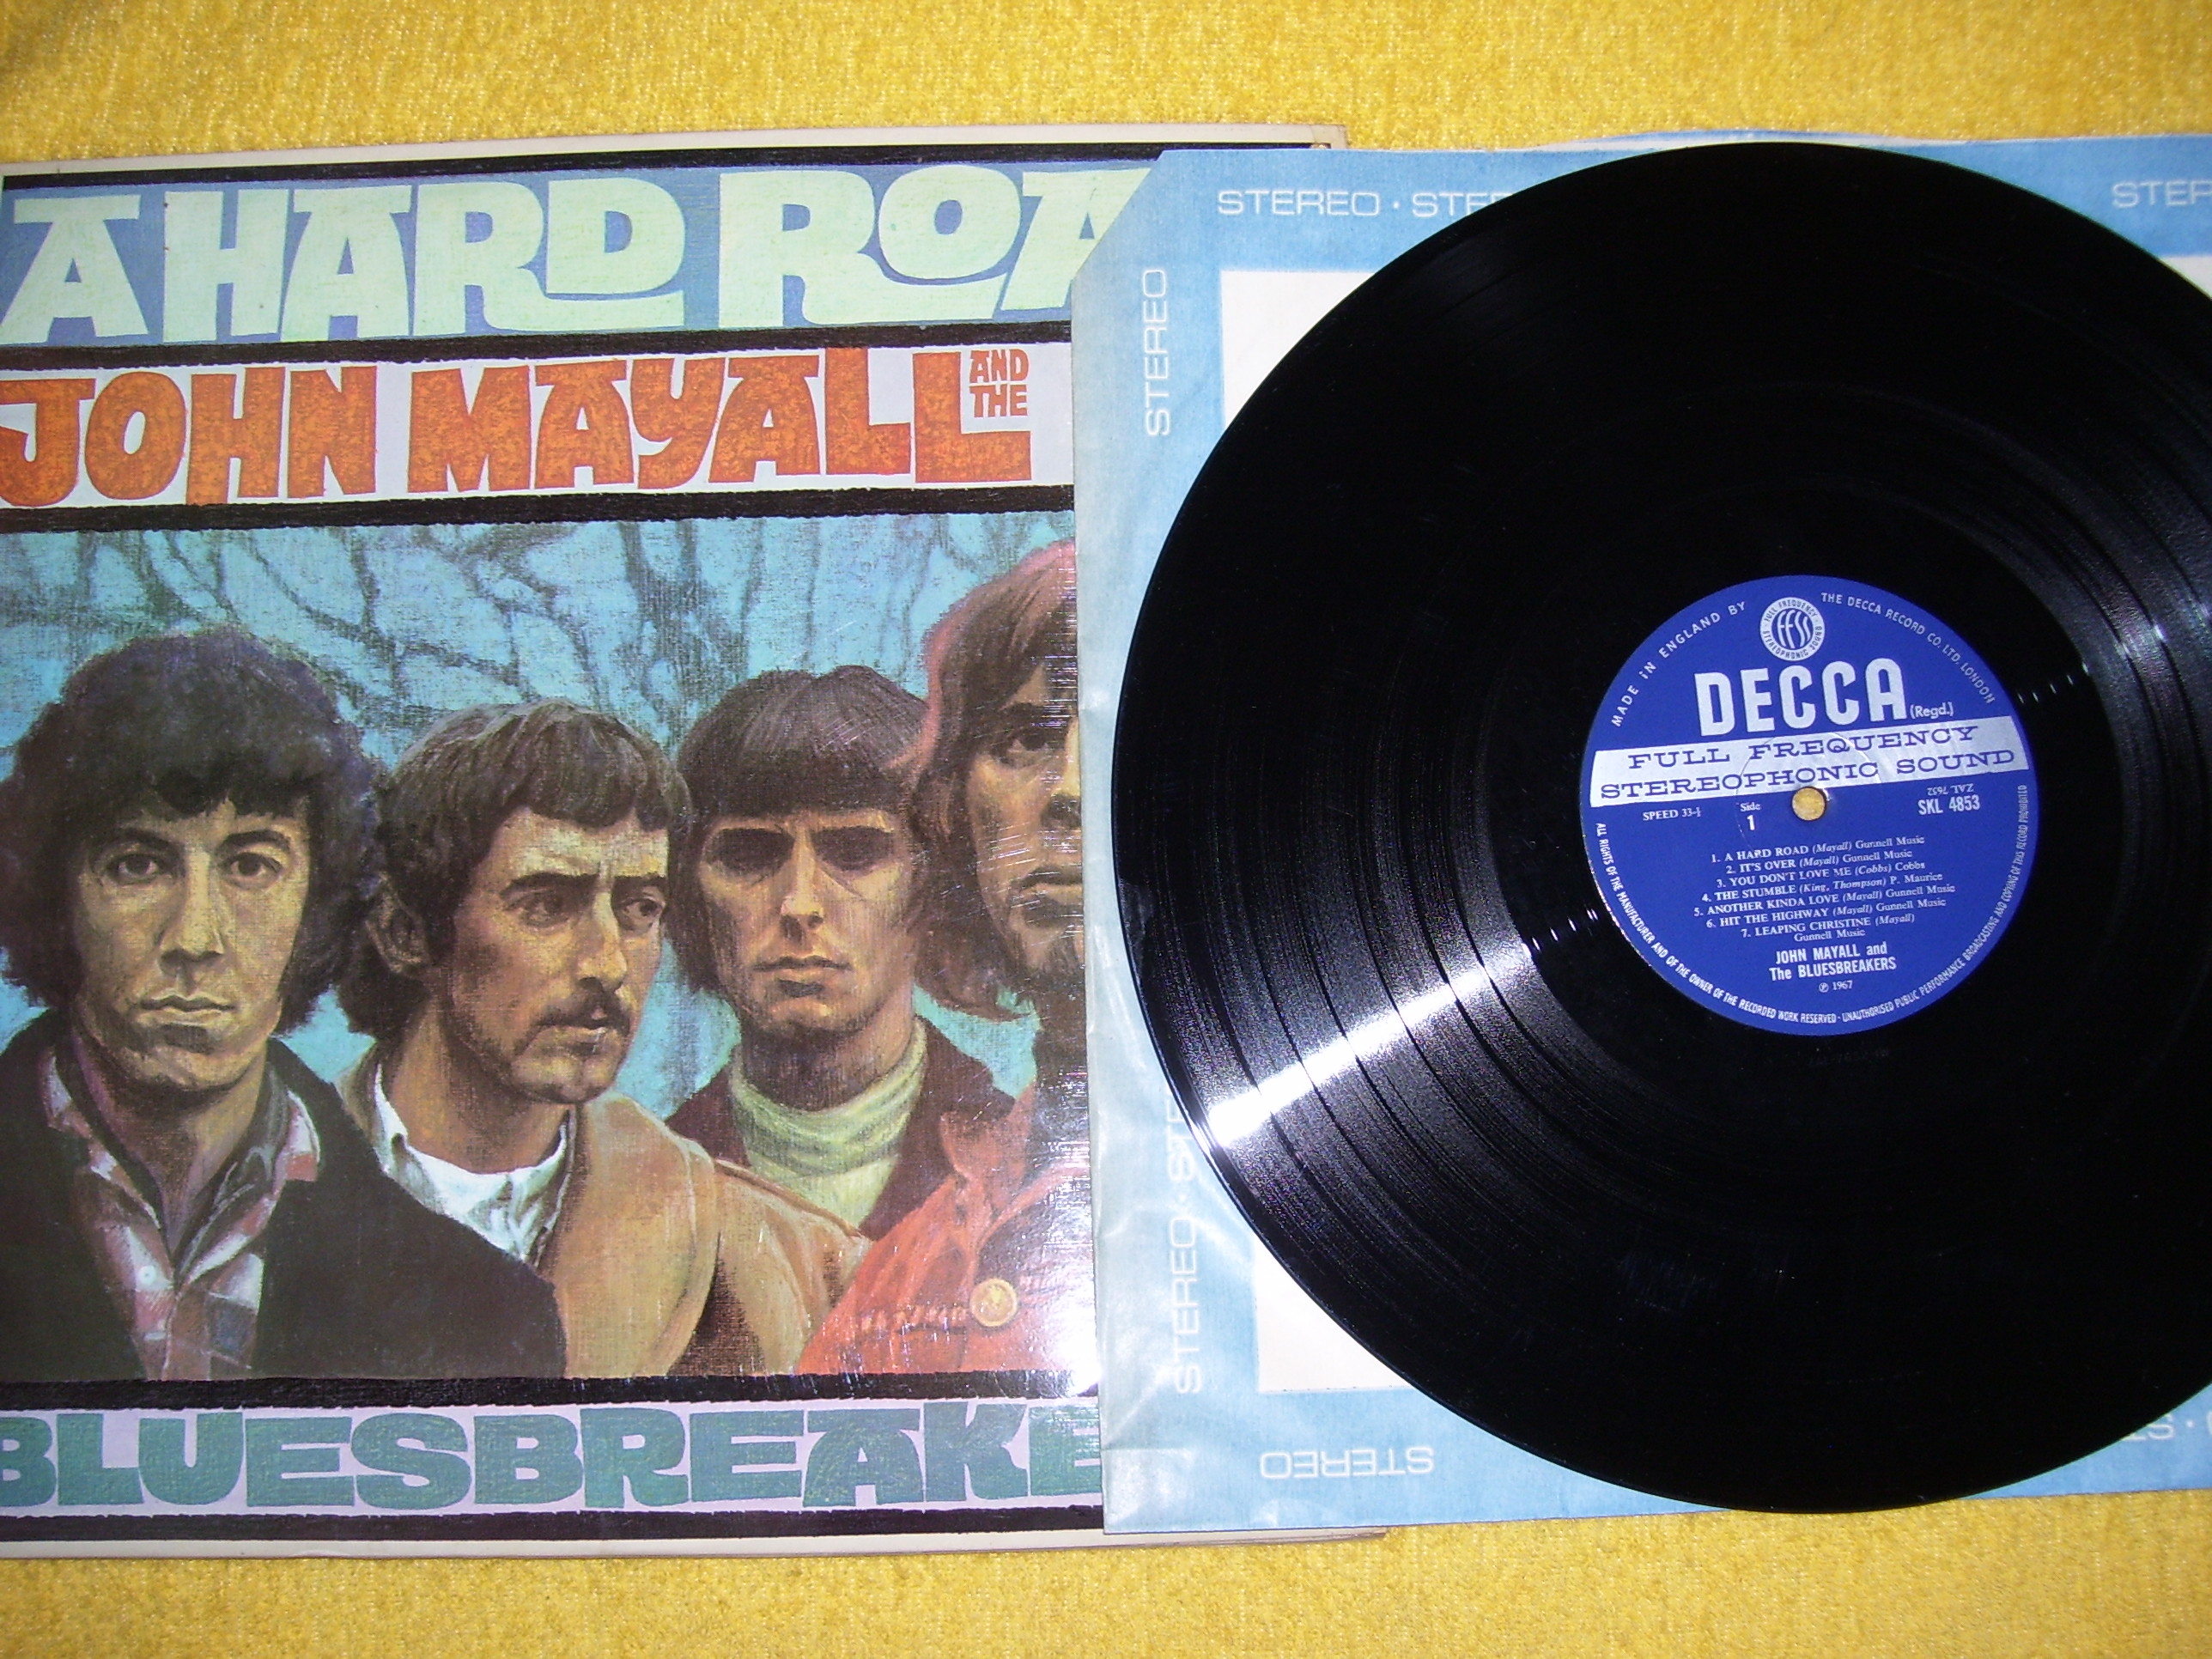 A HARD ROA
JOHN MAYALL AND THE
BLUESBREAKE
STEREO · STE
STER
STEREO
STEREO · STE
STEREO
MADE IN ENGLAND BY THE DECCA RECORD CO. LTD. LONDON
FULL FREQUENCY STEREOPHONIC SOUND
ffss
DECCA (Regd.)
FULL FREQUENCY
STEREOPHONIC SOUND
SPEED 33⅓
Side
1
ZAL 7652
SKL 4853
1. A HARD ROAD (Mayall) Gunnell Music
2. IT'S OVER (Mayall) Gunnell Music
3. YOU DON'T LOVE ME (Cobbs) Cobbs
4. THE STUMBLE (King, Thompson) P. Maurice
5. ANOTHER KINDA LOVE (Mayall) Gunnell Music
6. HIT THE HIGHWAY (Mayall) Gunnell Music
7. LEAPING CHRISTINE (Mayall)
Gunnell Music
JOHN MAYALL and
The BLUESBREAKERS
℗ 1967
ALL RIGHTS OF THE MANUFACTURER AND OF THE OWNER OF THE RECORDED WORK RESERVED · UNAUTHORISED PUBLIC PERFORMANCE BROADCASTING AND COPYING OF THIS RECORD PROHIBITED